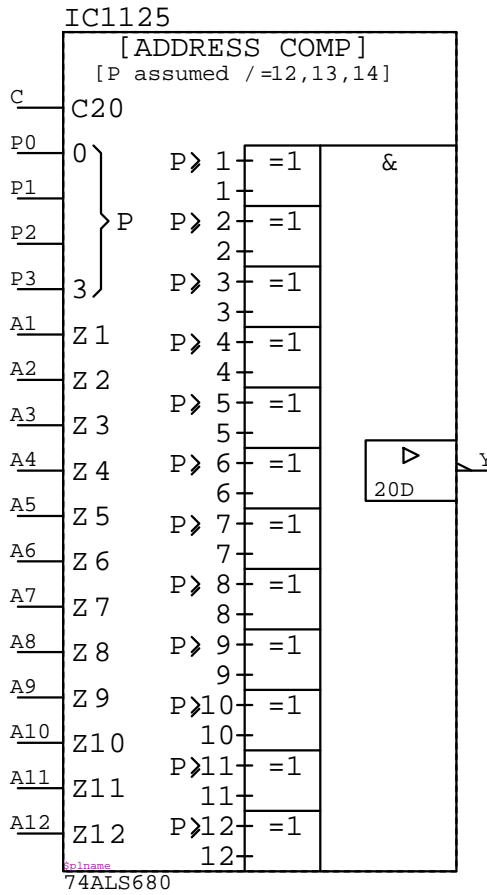 IC1125
[ADDRESS COMP]
[P assumed /=12,13,14]
C C20
P0 0
P1
P2
P3 3
P
A1 Z1
A2 Z2
A3 Z3
A4 Z4
A5 Z5
A6 Z6
A7 Z7
A8 Z8
A9 Z9
A10 Z10
A11 Z11
A12 Z12
P≥ 1 =1
1
P≥ 2 =1
2
P≥ 3 =1
3
P≥ 4 =1
4
P≥ 5 =1
5
P≥ 6 =1
6
P≥ 7 =1
7
P≥ 8 =1
8
P≥ 9 =1
9
P≥10 =1
10
P≥11 =1
11
P≥12 =1
12
&
20D
Y
$plname
74ALS680